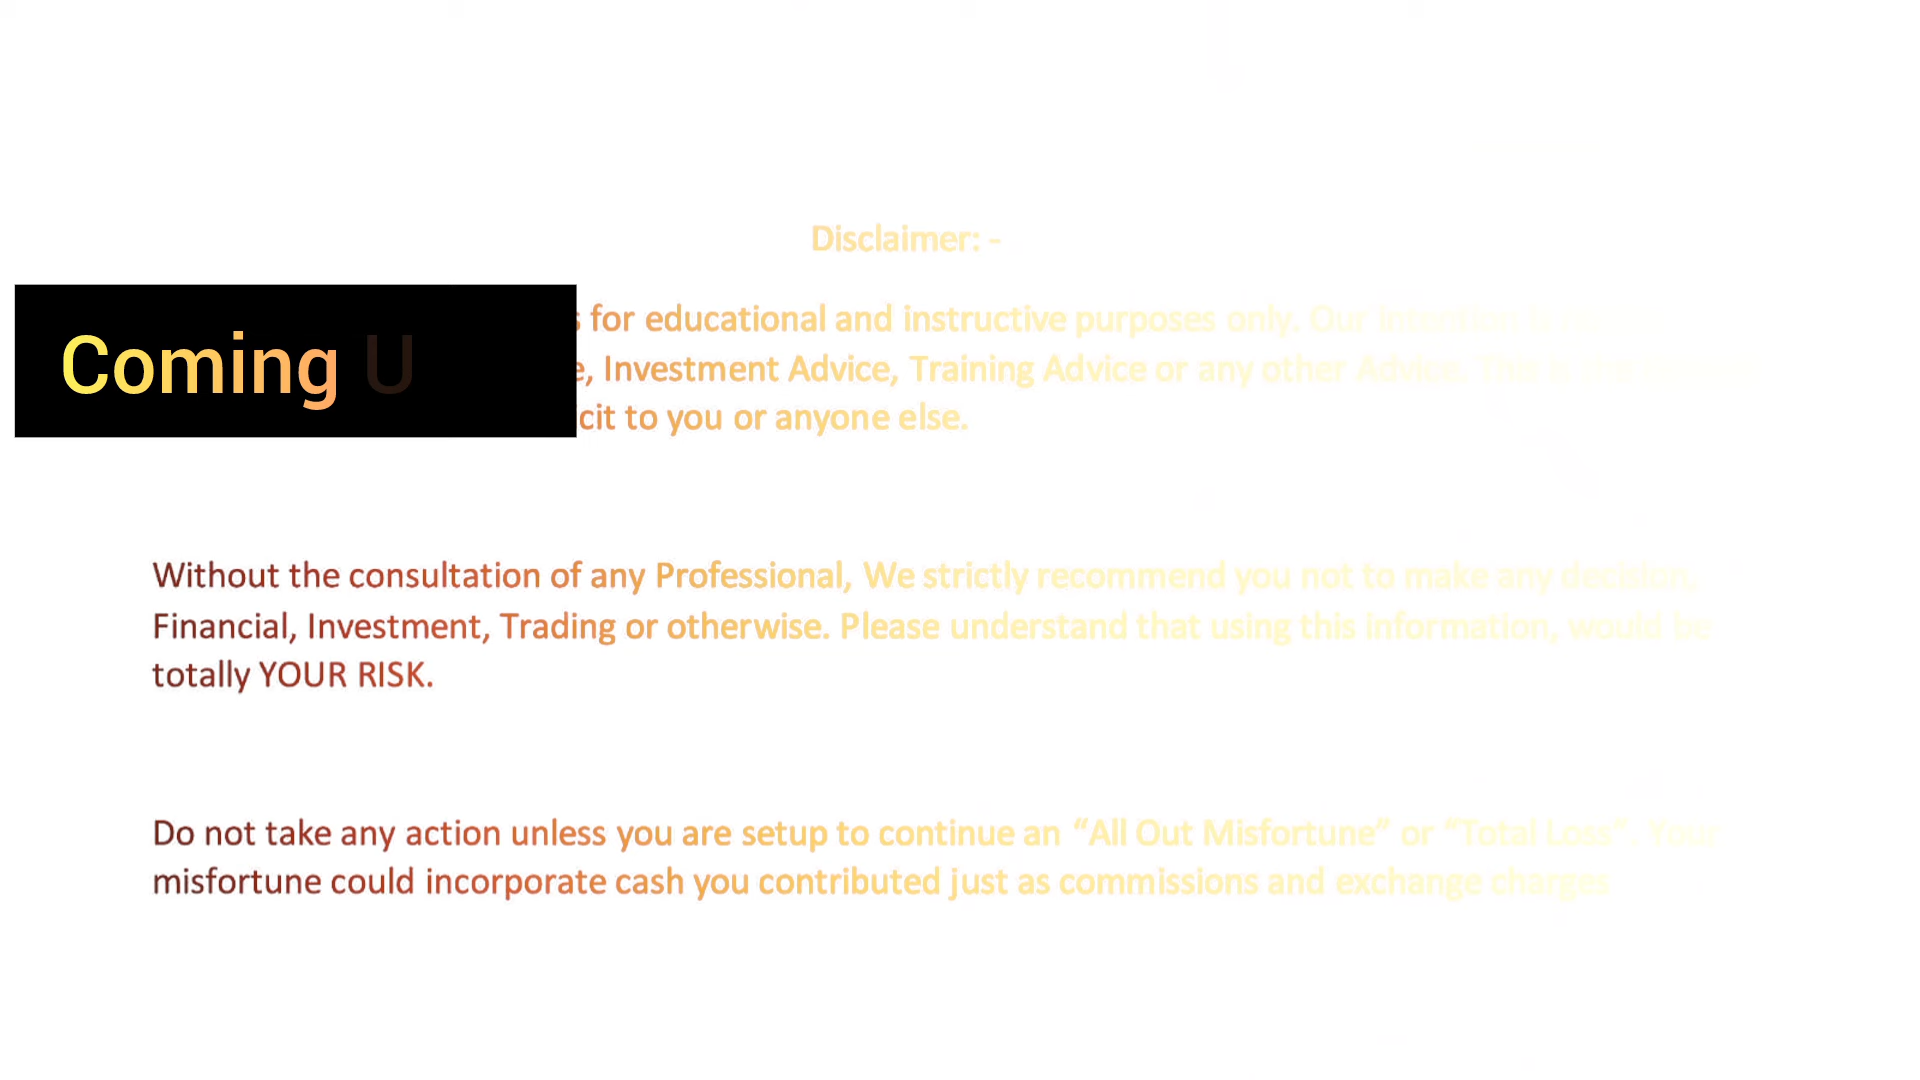 Disclaimer: -
Coming U
for educational and instructive purposes only. Our intention is
Investment Advice, Training Advice or any other Advice. This is
to you or anyone else.
Without the consultation of any Professional, We strictly recommend you not to make any decision,
Financial, Investment, Trading or otherwise. Please understand that using this information, would be
totally YOUR RISK.
Do not take any action unless you are setup to continue an “All Out Misfortune” or “Total Loss”. Your
misfortune could incorporate cash you contributed just as commissions and exchange charges